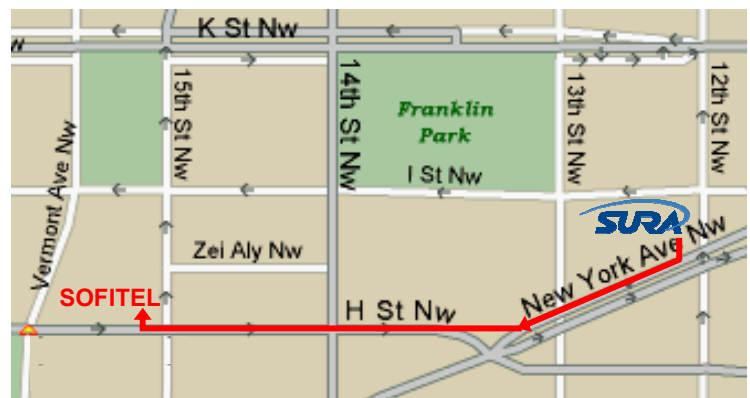 K St Nw
w
15th St Nw
14th St Nw
Franklin
Park
13th St Nw
12th St Nw
Vermont Ave Nw
I St Nw
SURA
Zei Aly Nw
New York Ave Nw
SOFITEL
H St Nw